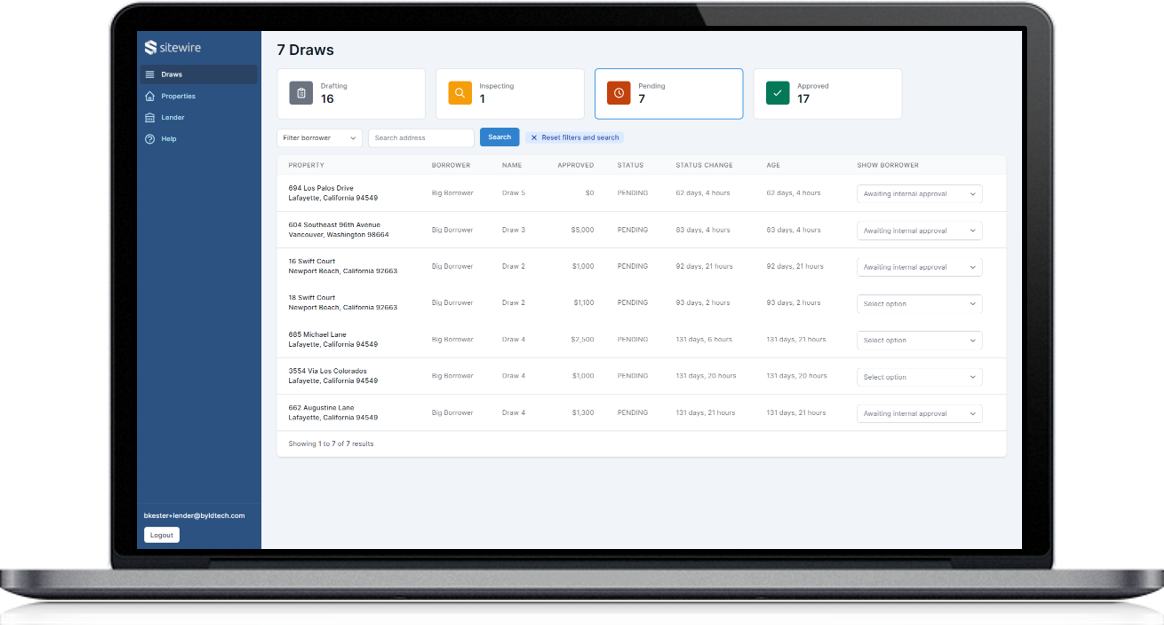 sitewire
Draws
Properties
Lender
Help
bkester+lender@byldtech.com
Logout
7 Draws
Drafting
16
Inspecting
1
Pending
7
Approved
17
Filter borrower
Search address
Search
Reset filters and search
PROPERTY BORROWER NAME APPROVED STATUS STATUS CHANGE AGE SHOW BORROWER
694 Los Palos Drive
Lafayette, California 94549
Big Borrower Draw 5 $0 PENDING 62 days, 4 hours 62 days, 4 hours Awaiting internal approval
604 Southeast 96th Avenue
Vancouver, Washington 98664
Big Borrower Draw 3 $5,000 PENDING 83 days, 4 hours 83 days, 4 hours Awaiting internal approval
16 Swift Court
Newport Beach, California 92663
Big Borrower Draw 2 $1,000 PENDING 92 days, 21 hours 92 days, 21 hours Awaiting internal approval
18 Swift Court
Newport Beach, California 92663
Big Borrower Draw 2 $1,100 PENDING 93 days, 2 hours 93 days, 2 hours Select option
685 Michael Lane
Lafayette, California 94549
Big Borrower Draw 4 $2,500 PENDING 131 days, 6 hours 131 days, 21 hours Select option
3554 Via Los Colorados
Lafayette, California 94549
Big Borrower Draw 4 $1,000 PENDING 131 days, 20 hours 131 days, 20 hours Select option
662 Augustine Lane
Lafayette, California 94549
Big Borrower Draw 4 $1,300 PENDING 131 days, 21 hours 131 days, 21 hours Awaiting internal approval
Showing 1 to 7 of 7 results